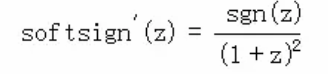 softsign′(z) = sgn(z) / (1+z)²